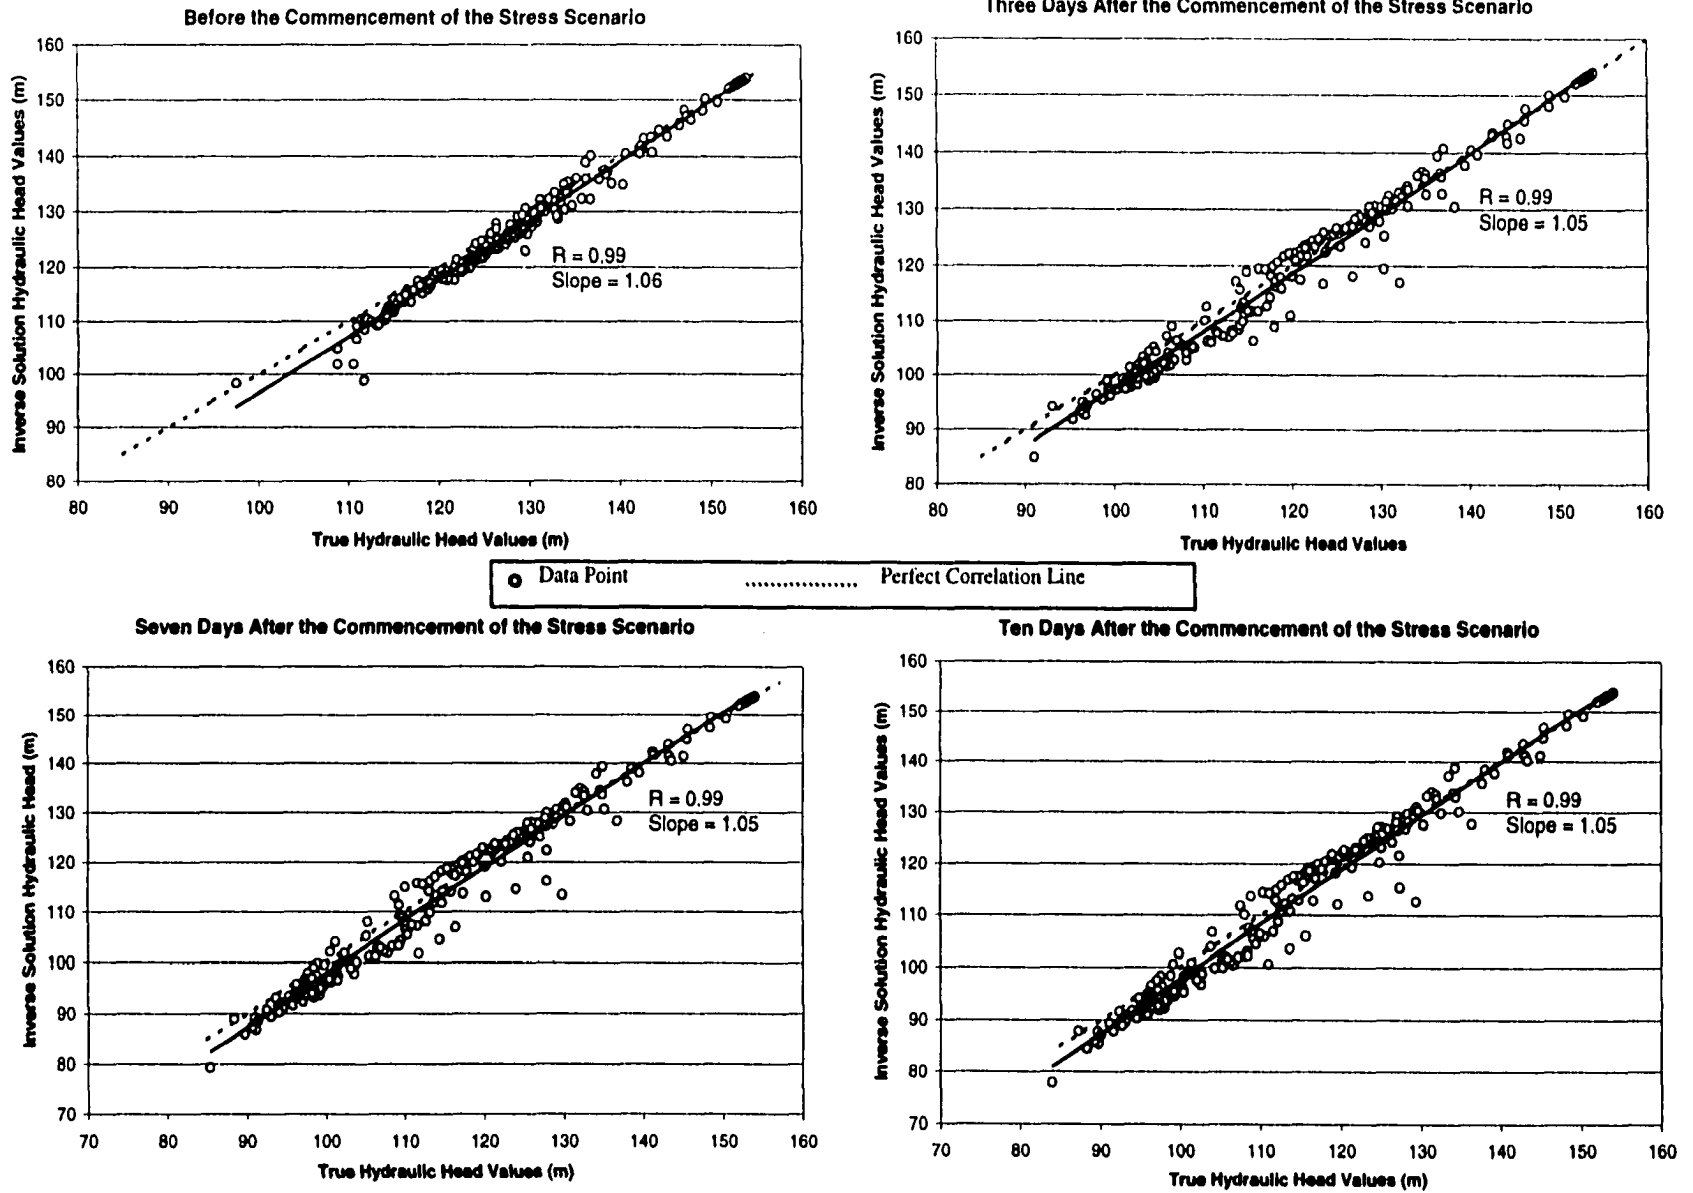 Before the Commencement of the Stress Scenario
160
150
140
130
120
110
100
90
80
80 90 100 110 120 130 140 150 160
Inverse Solution Hydraulic Head Values (m)
R = 0.99
Slope = 1.06
True Hydraulic Head Values (m)
Three Days After the Commencement of the Stress Scenario
160
150
140
130
120
110
100
90
80
80 90 100 110 120 130 140 150 160
Inverse Solution Hydraulic Head Values (m)
R = 0.99
Slope = 1.05
True Hydraulic Head Values
Data Point Perfect Correlation Line
Seven Days After the Commencement of the Stress Scenario
160
150
140
130
120
110
100
90
80
70
70 80 90 100 110 120 130 140 150 160
Inverse Solution Hydraulic Head (m)
R = 0.99
Slope = 1.05
True Hydraulic Head Values (m)
Ten Days After the Commencement of the Stress Scenario
160
150
140
130
120
110
100
90
80
70
70 80 90 100 110 120 130 140 150 160
Inverse Solution Hydraulic Head Values (m)
R = 0.99
Slope = 1.05
True Hydraulic Head Values (m)